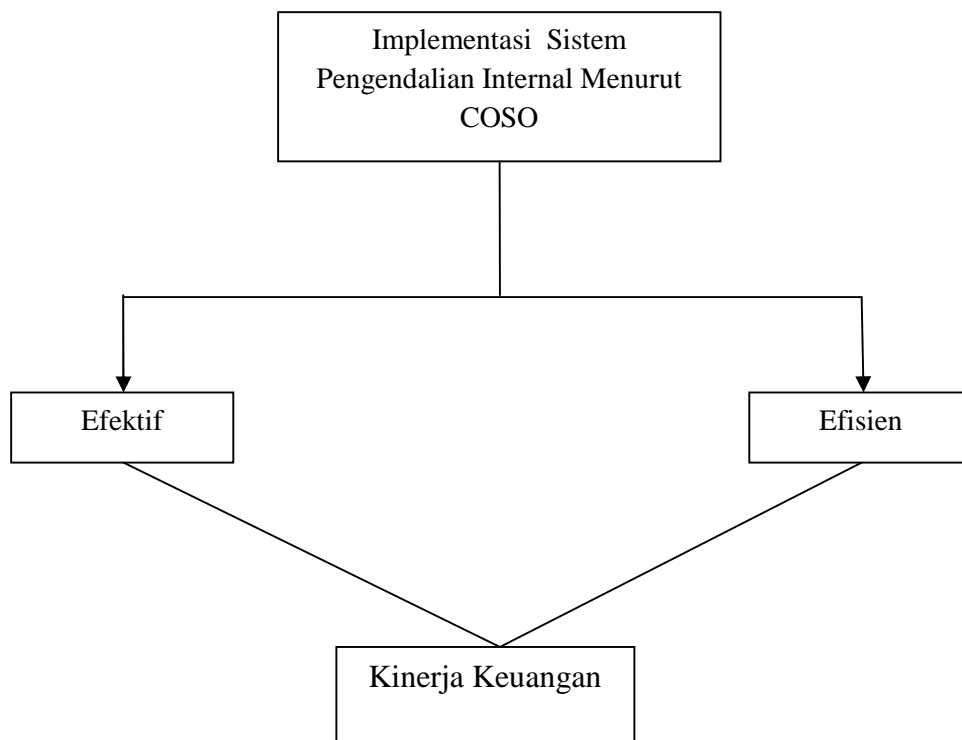 Implementasi Sistem
Pengendalian Internal Menurut
COSO
Efektif
Efisien
Kinerja Keuangan